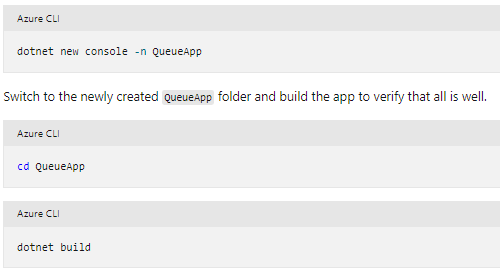 Azure CLI
dotnet new console -n QueueApp
Switch to the newly created QueueApp folder and build the app to verify that all is well.
Azure CLI
cd QueueApp
Azure CLI
dotnet build